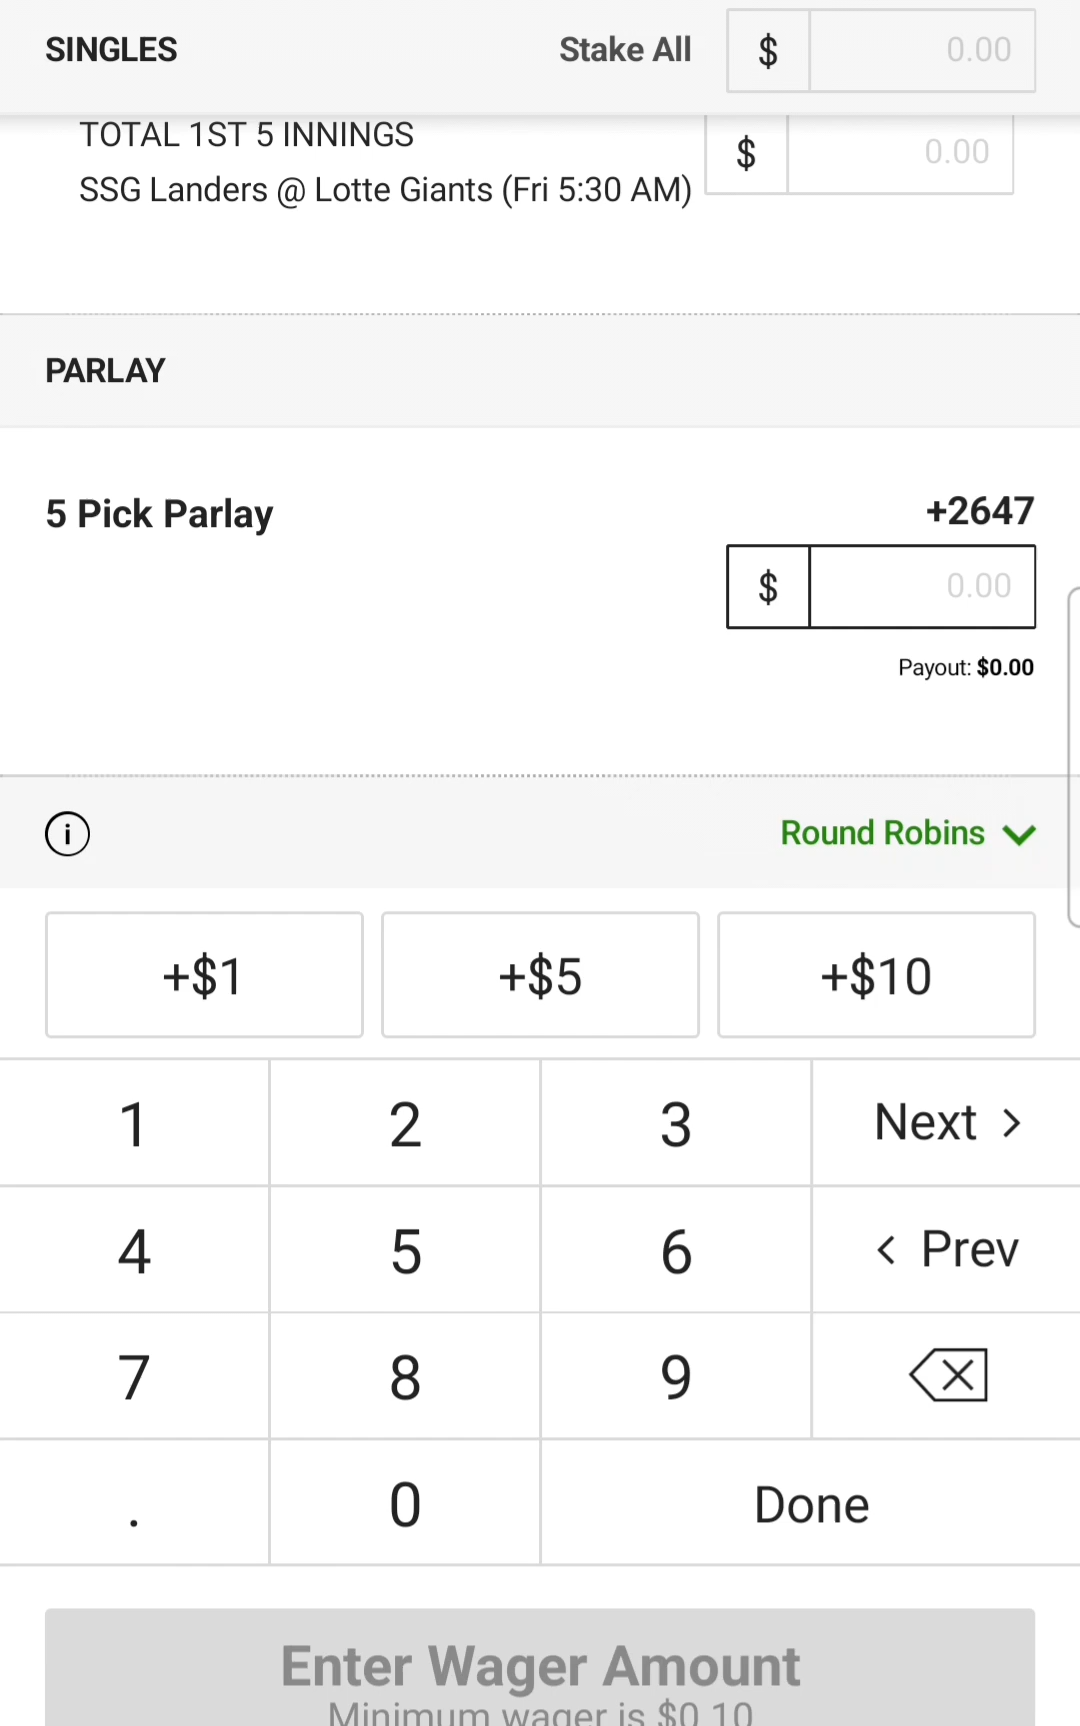 SINGLES Stake All $ 0.00
TOTAL 1ST 5 INNINGS
SSG Landers @ Lotte Giants (Fri 5:30 AM) $ 0.00
PARLAY
5 Pick Parlay +2647
$ 0.00
Payout: $0.00
i Round Robins
+$1 +$5 +$10
1 2 3 Next >
4 5 6 < Prev
7 8 9
. 0 Done
Enter Wager Amount
Minimum wager is $0.10